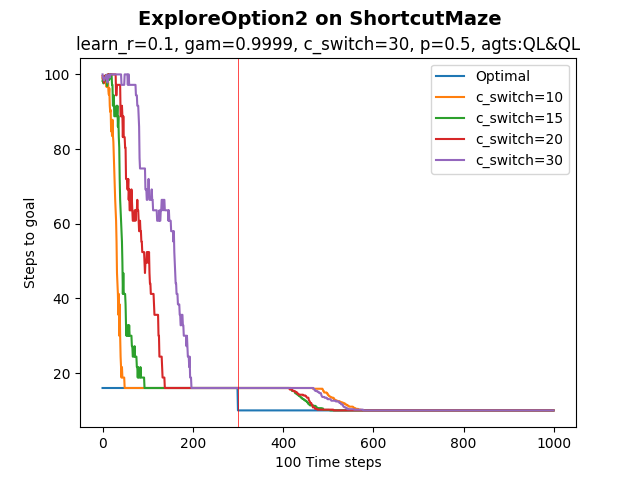 ExploreOption2 on ShortcutMaze
learn_r=0.1, gam=0.9999, c_switch=30, p=0.5, agts:QL&QL
Steps to goal
100
80
60
40
20
Optimal
c_switch=10
c_switch=15
c_switch=20
c_switch=30
0 200 400 600 800 1000
100 Time steps